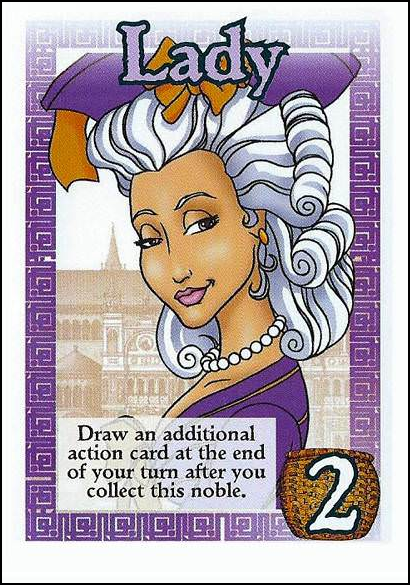 Lady
Draw an additional
action card at the end
of your turn after you
collect this noble.
2